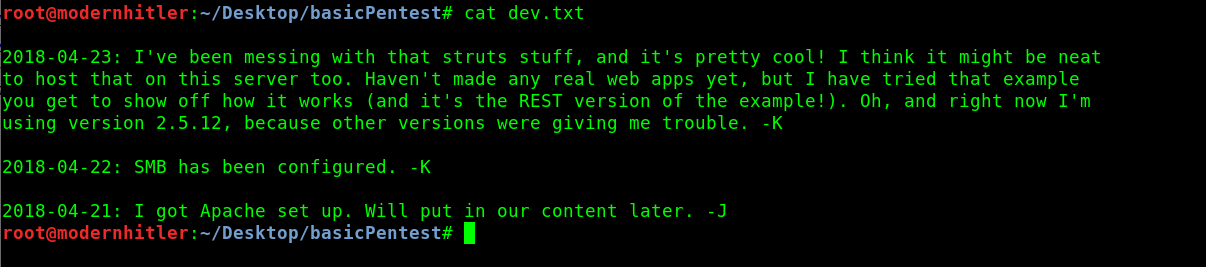 root@modernhitler:~/Desktop/basicPentest# cat dev.txt
2018-04-23: I've been messing with that struts stuff, and it's pretty cool! I think it might be neat
to host that on this server too. Haven't made any real web apps yet, but I have tried that example
you get to show off how it works (and it's the REST version of the example!). Oh, and right now I'm
using version 2.5.12, because other versions were giving me trouble. -K
2018-04-22: SMB has been configured. -K
2018-04-21: I got Apache set up. Will put in our content later. -J
root@modernhitler:~/Desktop/basicPentest#